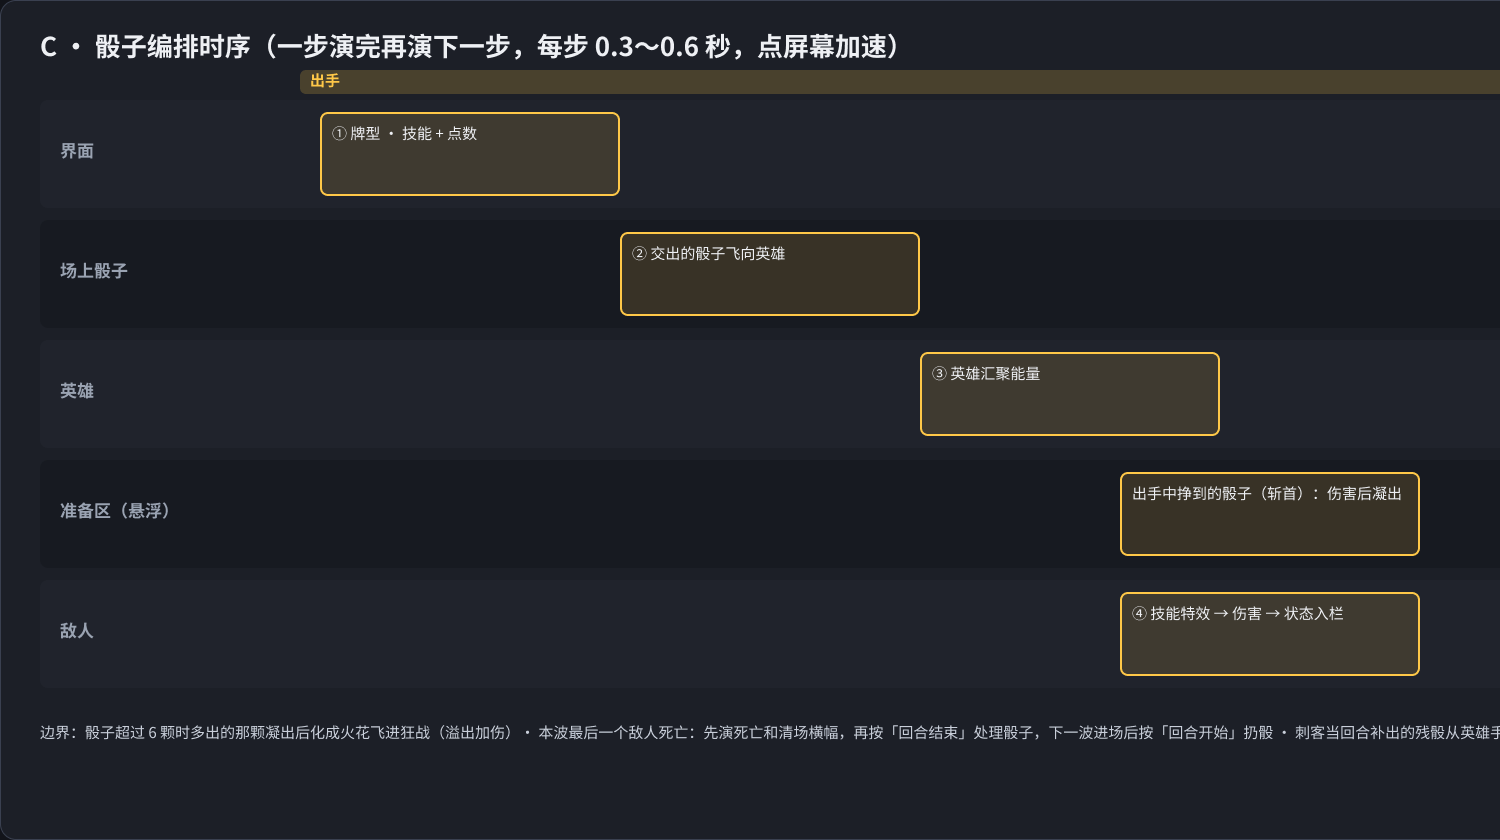 C · 骰子编排时序（一步演完再演下一步，每步 0.3～0.6 秒，点屏幕加速）
出手
界面
① 牌型 · 技能 + 点数
场上骰子
② 交出的骰子飞向英雄
英雄
③ 英雄汇聚能量
准备区（悬浮）
出手中挣到的骰子（斩首）：伤害后凝出
敌人
④ 技能特效 → 伤害 → 状态入栏
边界：骰子超过 6 颗时多出的那颗凝出后化成火花飞进狂战（溢出加伤） · 本波最后一个敌人死亡：先演死亡和清场横幅，再按「回合结束」处理骰子，下一波进场后按「回合开始」扔骰 · 刺客当回合补出的残骰从英雄手